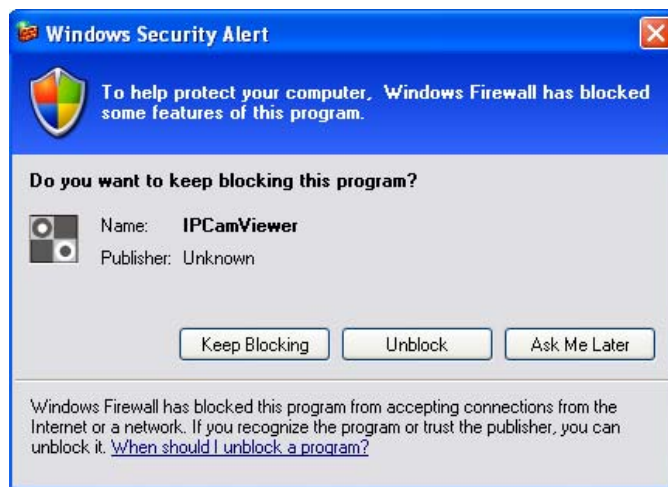 Windows Security Alert
To help protect your computer, Windows Firewall has blocked
some features of this program.
Do you want to keep blocking this program?
Name: IPCamViewer
Publisher: Unknown
Keep Blocking Unblock Ask Me Later
Windows Firewall has blocked this program from accepting connections from the
Internet or a network. If you recognize the program or trust the publisher, you can
unblock it. When should I unblock a program?